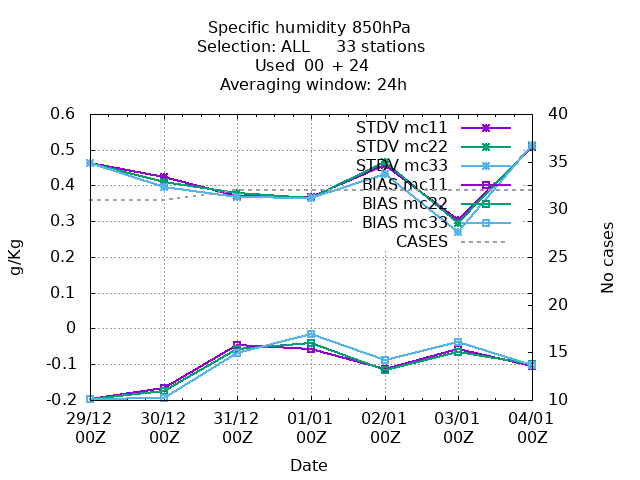 Specific humidity 850hPa
Selection: ALL 33 stations
Used 00 + 24
Averaging window: 24h
0.6 40
STDV mc11
STDV mc22
STDV mc33
BIAS mc11
BIAS mc22
BIAS mc33
CASES
0.5 35
0.4 30
0.3
0.2 25
0.1 20
0
-0.1 15
-0.2 10
g/Kg
No cases
29/12 30/12 31/12 01/01 02/01 03/01 04/01
00Z 00Z 00Z 00Z 00Z 00Z 00Z
Date